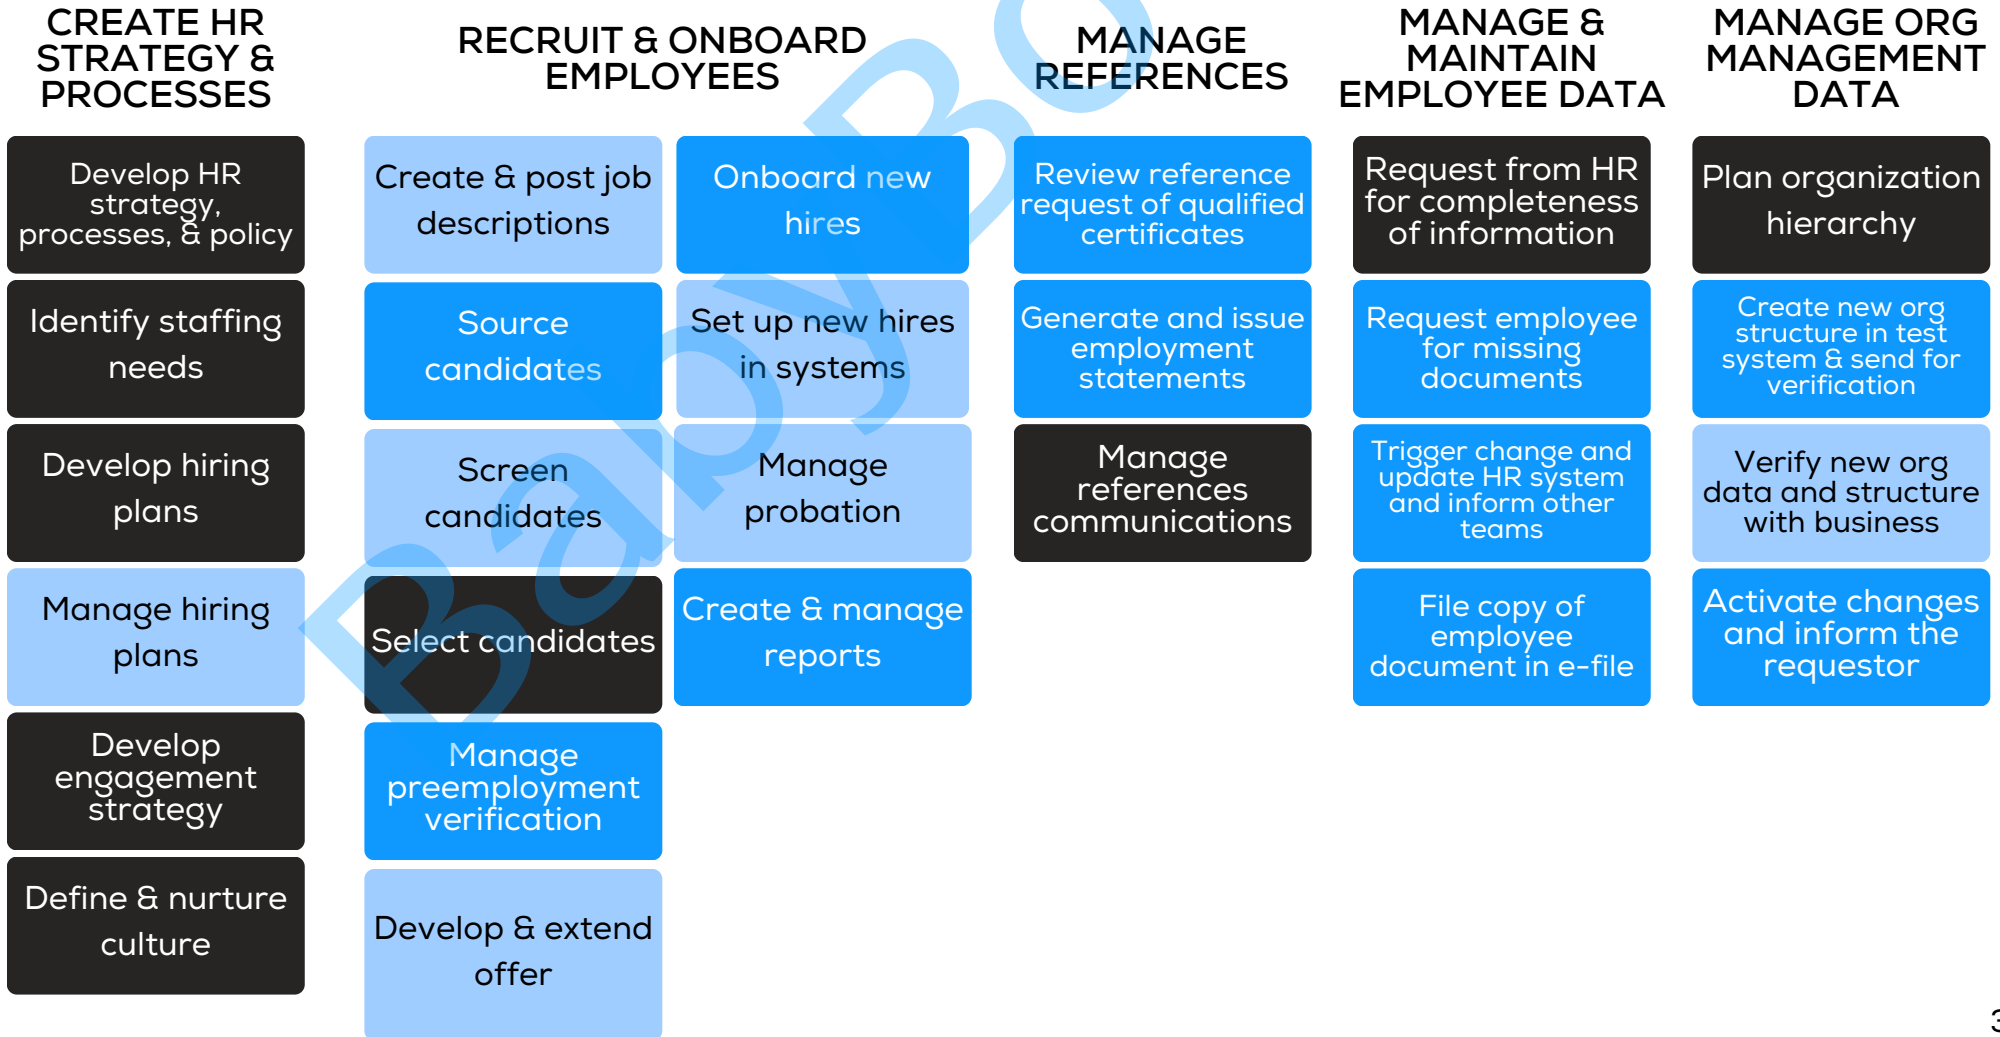 CREATE HR
STRATEGY &
PROCESSES
Develop HR
strategy,
processes, & policy
Identify staffing
needs
Develop hiring
plans
Manage hiring
plans
Develop
engagement
strategy
Define & nurture
culture
RECRUIT & ONBOARD
EMPLOYEES
Create & post job
descriptions
Source
candidates
Screen
candidates
Select candidates
Manage
preemployment
verification
Develop & extend
offer
Onboard new
hires
Set up new hires
in systems
Manage
probation
Create & manage
reports
MANAGE
REFERENCES
Review reference
request of qualified
certificates
Generate and issue
employment
statements
Manage
references
communications
MANAGE &
MAINTAIN
EMPLOYEE DATA
Request from HR
for completeness
of information
Request employee
for missing
documents
Trigger change and
update HR system
and inform other
teams
File copy of
employee
document in e-file
MANAGE ORG
MANAGEMENT
DATA
Plan organization
hierarchy
Create new org
structure in test
system & send for
verification
Verify new org
data and structure
with business
Activate changes
and inform the
requestor